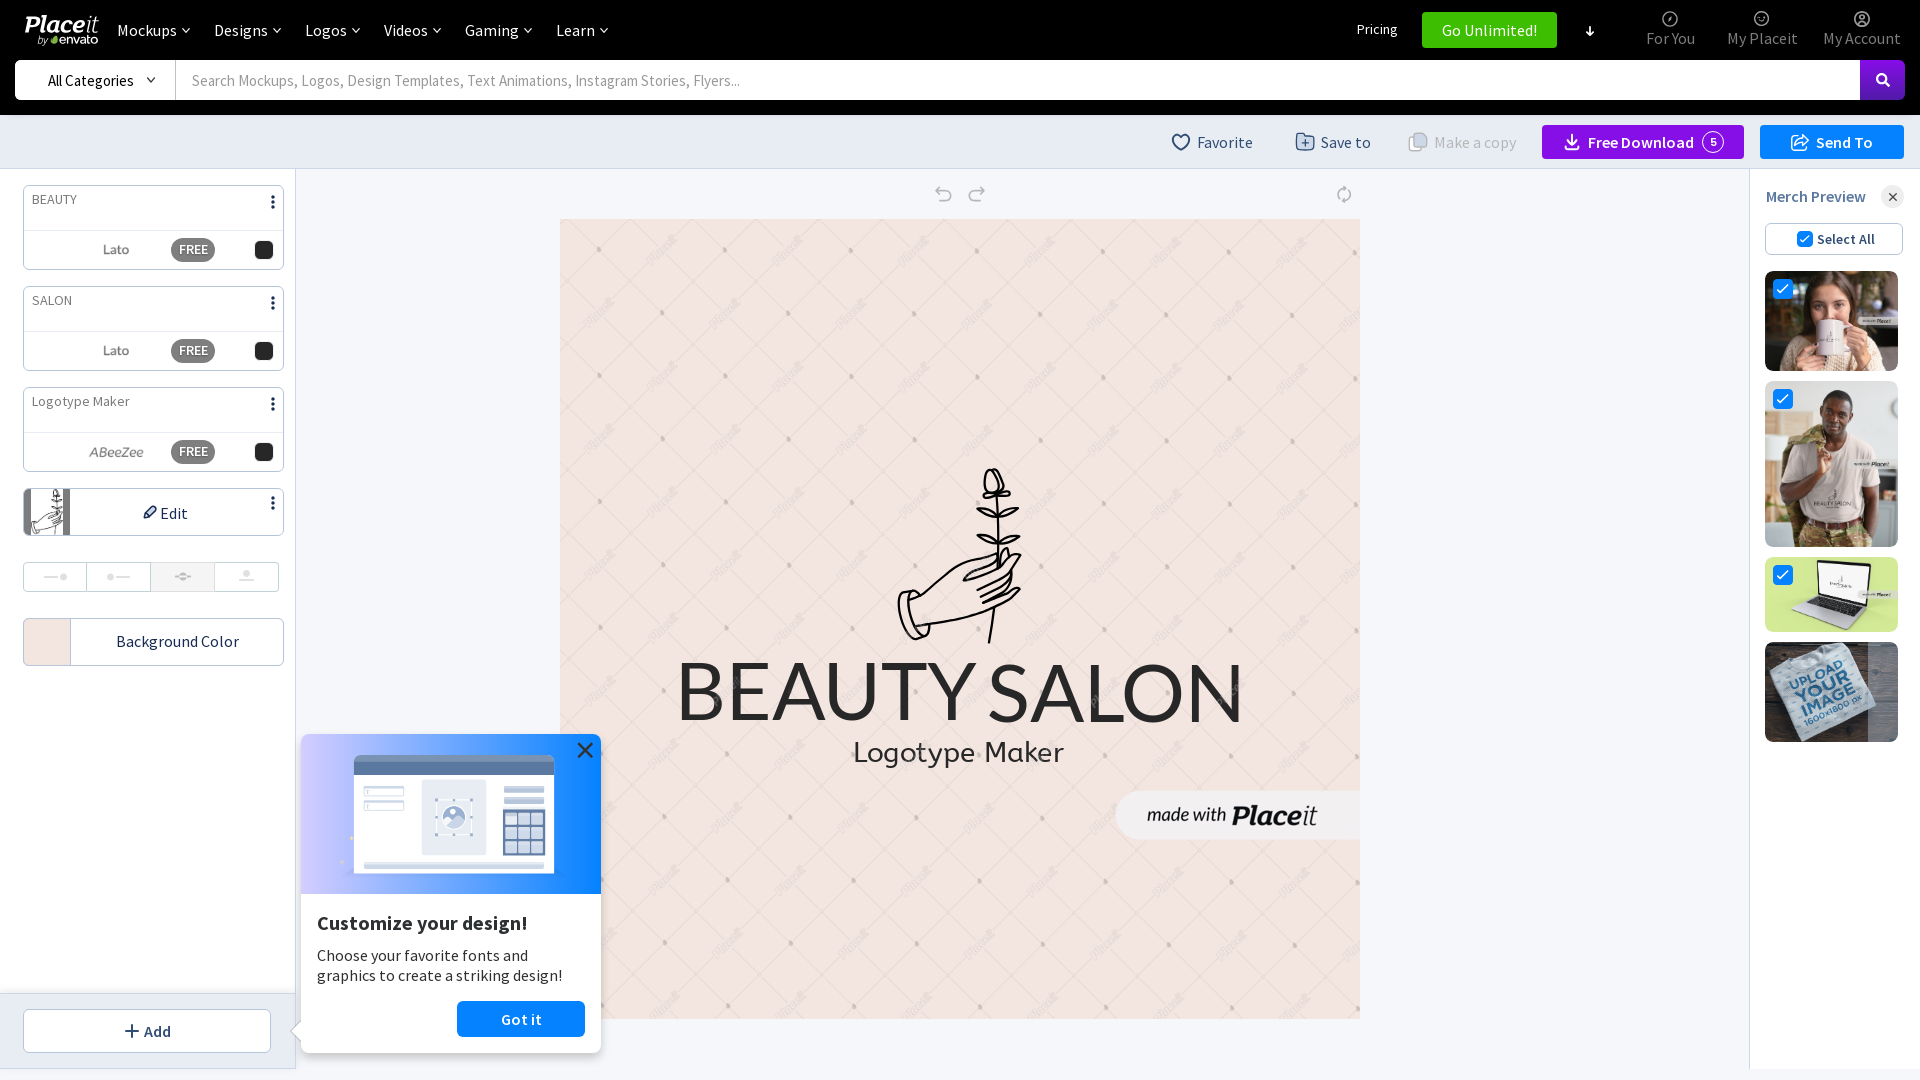 Placeit
by envato
Mockups
Designs
Logos
Videos
Gaming
Learn
Pricing
Go Unlimited!
For You
My Placeit
My Account
All Categories
Search Mockups, Logos, Design Templates, Text Animations, Instagram Stories, Flyers...
Favorite
Save to
Make a copy
Free Download 5
Send To
BEAUTY
Lato FREE
SALON
Lato FREE
Logotype Maker
ABeeZee FREE
Edit
Background Color
Add
BEAUTY SALON
Logotype Maker
made with Placeit
Customize your design!
Choose your favorite fonts and
graphics to create a striking design!
Got it
Merch Preview
Select All
BEAUTY SALON
UPLOAD
YOUR
IMAGE
1600x1800 px